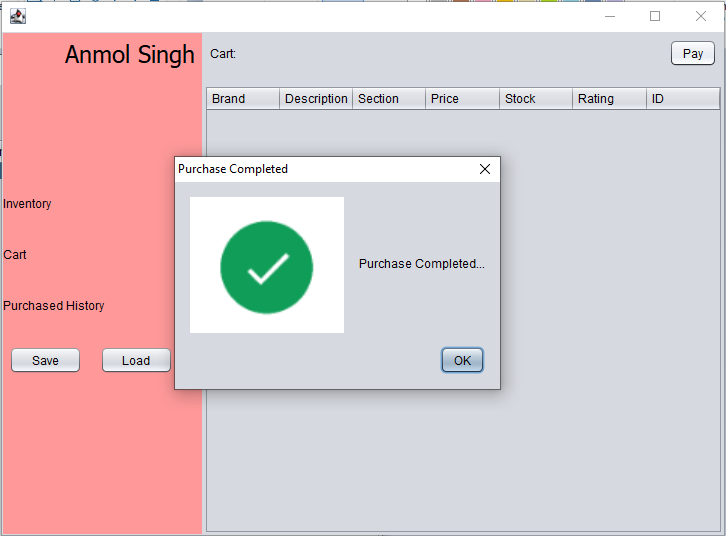 Anmol Singh
Cart:
Pay
Brand Description Section Price Stock Rating ID
Purchase Completed
Inventory
Cart
Purchased History
Save Load
Purchase Completed...
OK